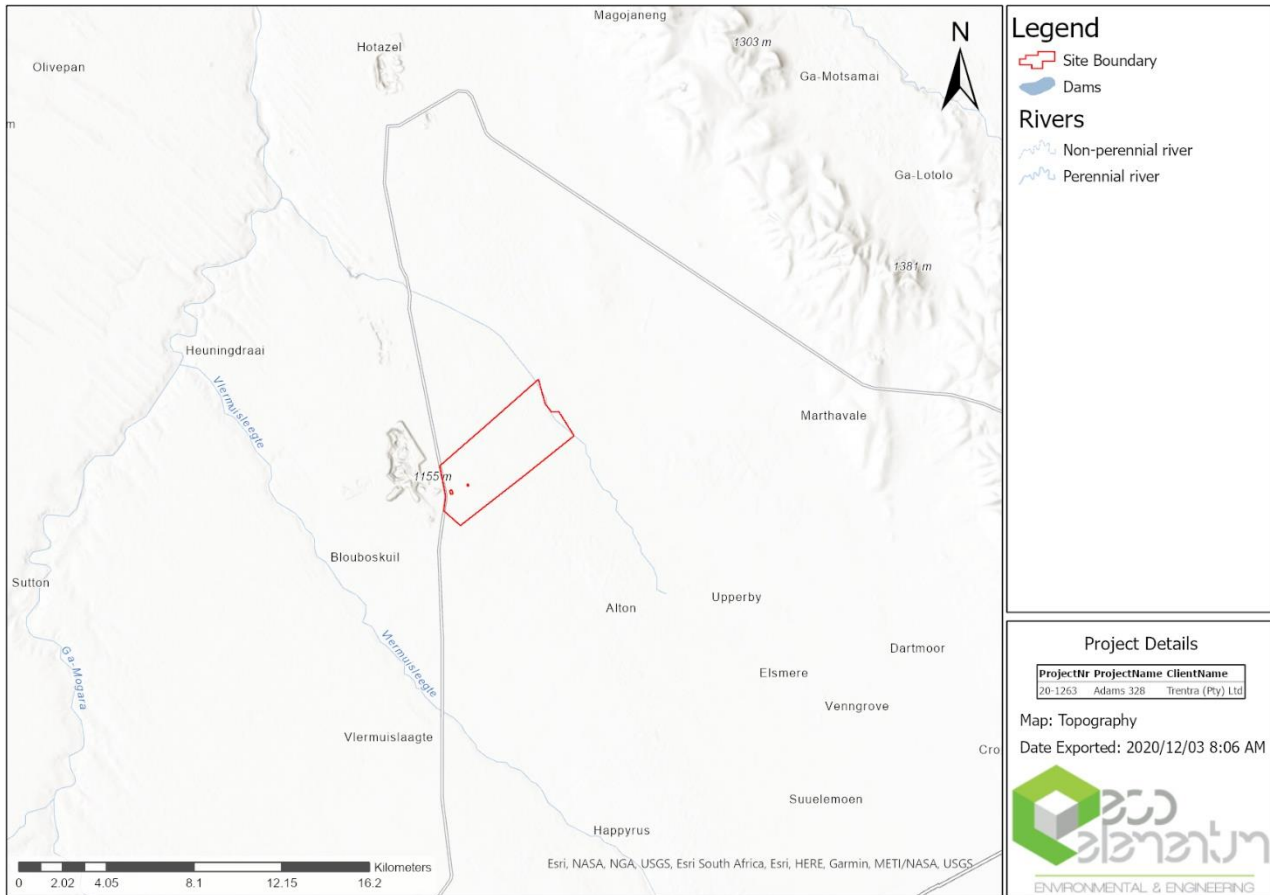 Magojaneng
Hotazel
1303 m
N
Olivepan
Ga-Motsamai
m
Ga-Lotolo
1381 m
Heuningdraai
Vlermuisleegte
Marthavale
1155 m
Blouboskuil
Sutton
Alton
Upperby
Vlermuisleegte
Ga-Mogara
Dartmoor
Elsmere
Venngrove
Vlermuislaagte
Cro
Suuelemoen
Happyrus
Kilometers
0 2.02 4.05 8.1 12.15 16.2
Esri, NASA, NGA, USGS, Esri South Africa, Esri, HERE, Garmin, METI/NASA, USGS
Legend
Site Boundary
Dams
Rivers
Non-perennial river
Perennial river
Project Details
ProjectNr ProjectName ClientName
20-1263 Adams 328 Trentra (Pty) Ltd
Map: Topography
Date Exported: 2020/12/03 8:06 AM
eco
elementum
ENVIRONMENTAL & ENGINEERING